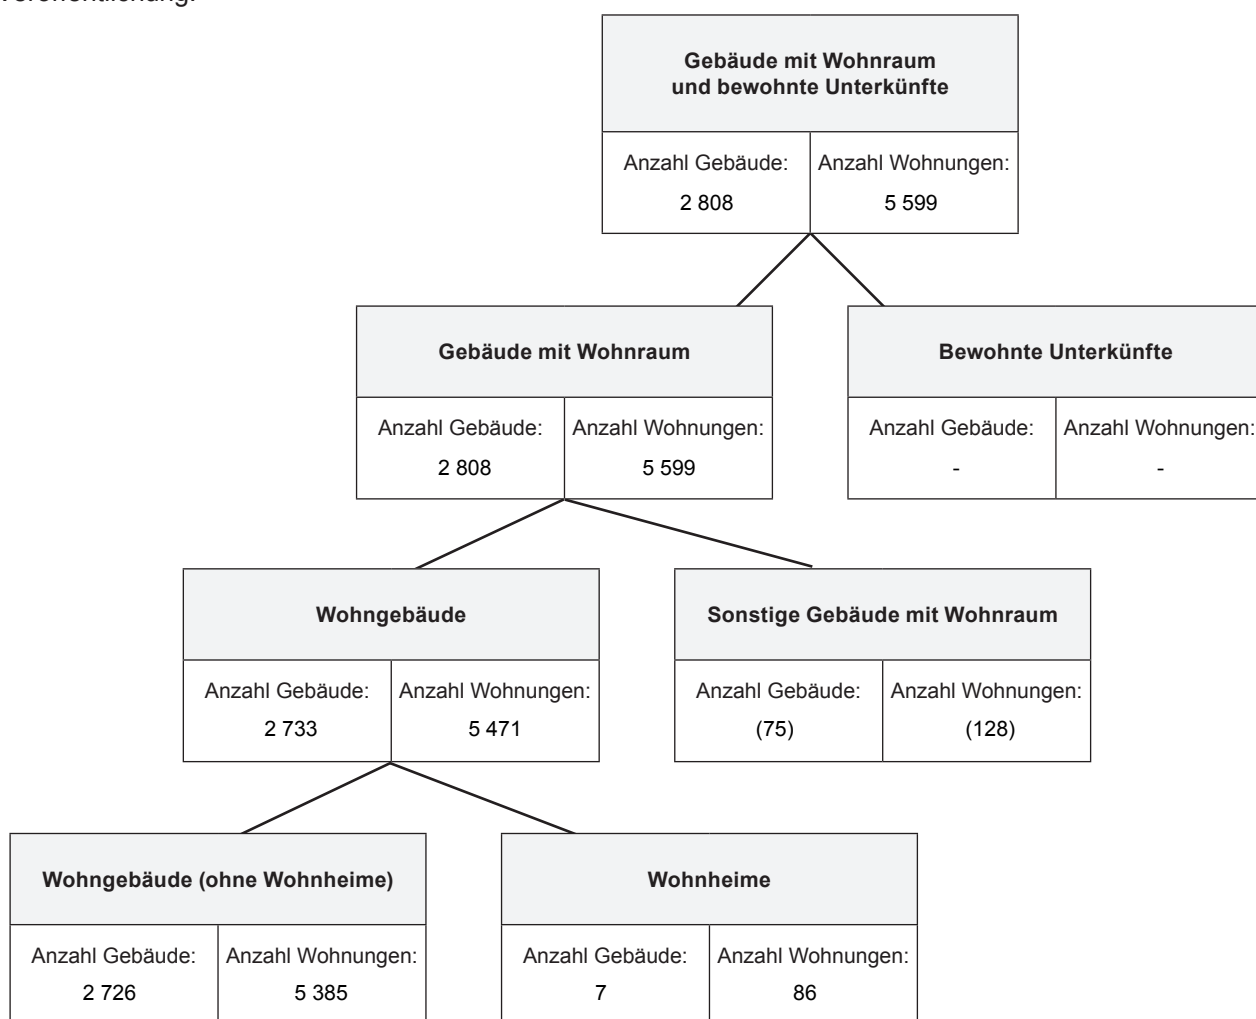 Veröffentlichung.
Gebäude mit Wohnraum
und bewohnte Unterkünfte
Anzahl Gebäude:
2 808
Anzahl Wohnungen:
5 599
Gebäude mit Wohnraum
Anzahl Gebäude:
2 808
Anzahl Wohnungen:
5 599
Bewohnte Unterkünfte
Anzahl Gebäude:
-
Anzahl Wohnungen:
-
Wohngebäude
Anzahl Gebäude:
2 733
Anzahl Wohnungen:
5 471
Sonstige Gebäude mit Wohnraum
Anzahl Gebäude:
(75)
Anzahl Wohnungen:
(128)
Wohngebäude (ohne Wohnheime)
Anzahl Gebäude:
2 726
Anzahl Wohnungen:
5 385
Wohnheime
Anzahl Gebäude:
7
Anzahl Wohnungen:
86